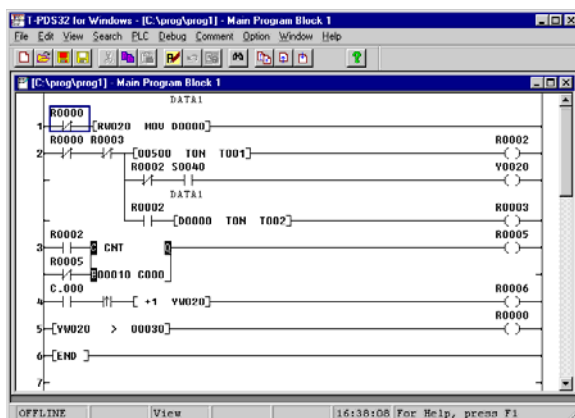 T-PDS32 for Windows - [C:\prog\prog1] - Main Program Block 1
File Edit View Search PLC Debug Comment Option Window Help
[C:\prog\prog1] - Main Program Block 1
DATA1
R0000
1 [RW020 MOV D0000]
R0000 R0003 R0002
2 [00500 TON T001] ( )
R0002 S0040 Y0020
( )
DATA1
R0002 R0003
[D0000 TON T002] ( )
R0002 R0005
3 C CNT Q ( )
R0005
E 00010 C000
C.000 R0006
4 [ +1 YW020] ( )
R0000
5 [YW020 > 00030] ( )
6 [END ]
7
OFFLINE View 16:38:08 For Help, press F1